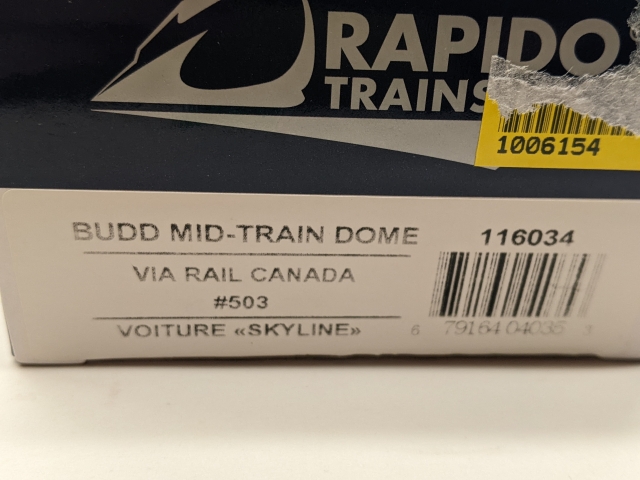 RAPIDO
TRAINS
1006154
BUDD MID-TRAIN DOME
116034
VIA RAIL CANADA
#503
VOITURE «SKYLINE»
6 79164 04036 3